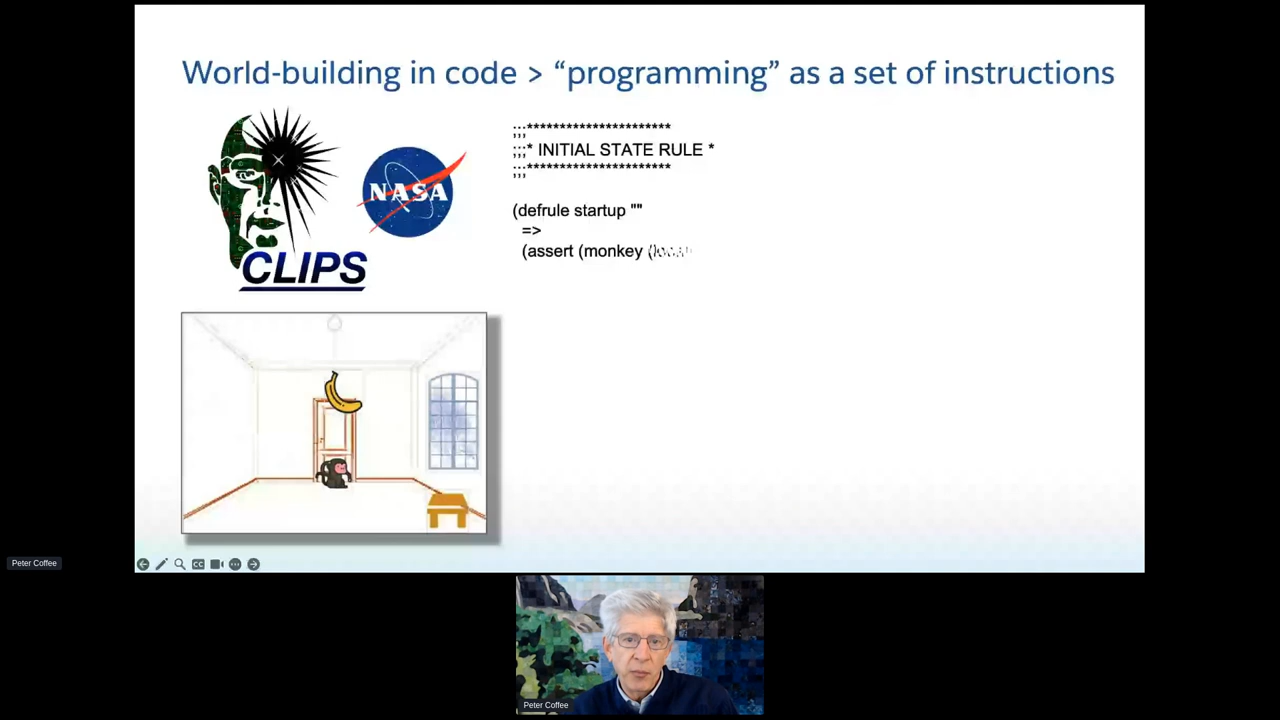 World-building in code > “programming” as a set of instructions
NASA
CLIPS
;;;**********************
;;;* INITIAL STATE RULE *
;;;**********************
(defrule startup ""
=>
(assert (monkey
CC
Peter Coffee
Peter Coffee